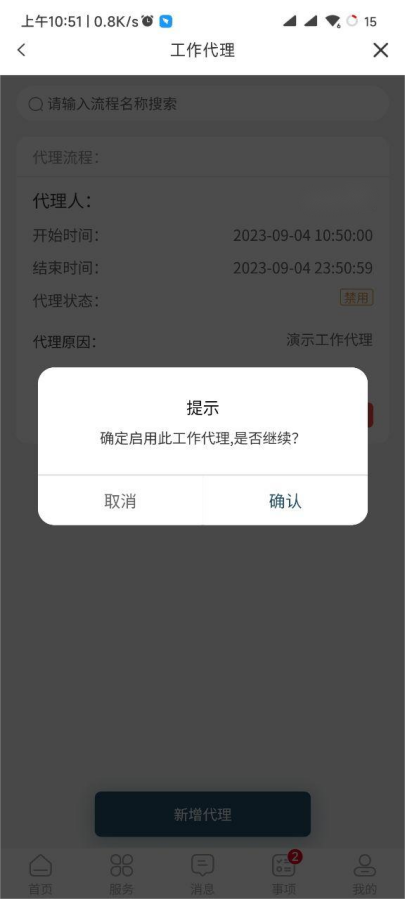 上午10:51 | 0.8K/s
15
工作代理
请输入流程名称搜索
代理流程:
代理人:
开始时间: 2023-09-04 10:50:00
结束时间: 2023-09-04 23:50:59
代理状态: 禁用
代理原因: 演示工作代理
提示
确定启用此工作代理,是否继续?
取消 确认
新增代理
2
首页 服务 消息 事项 我的